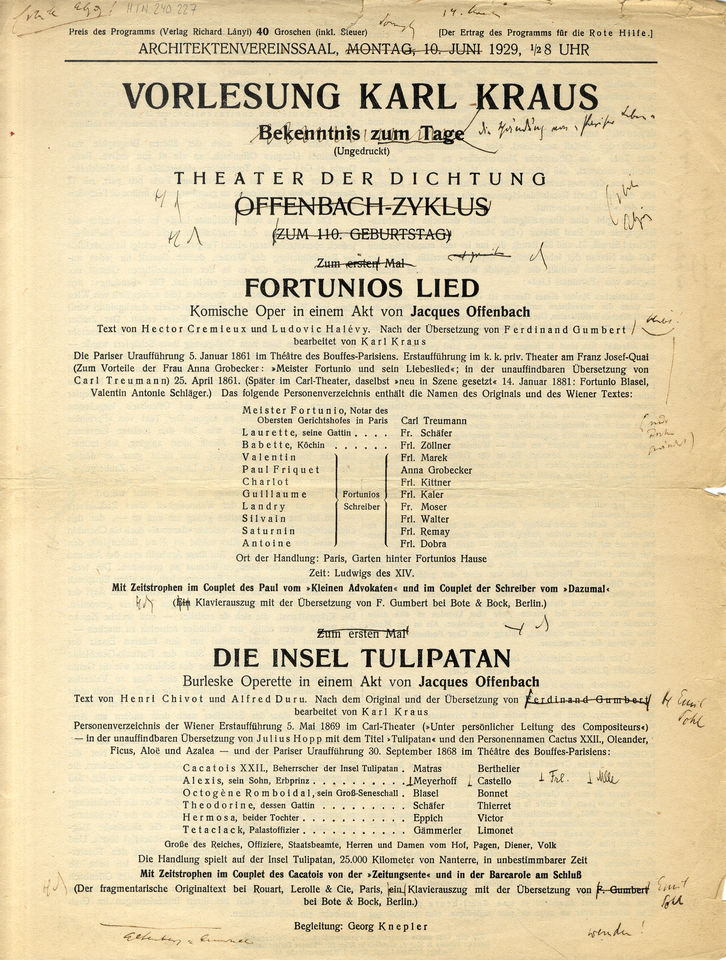 HIN 240 227
Preis des Programms (Verlag Richard Lányi) 40 Groschen (inkl. Steuer) [Der Ertrag des Programms für die Rote Hilfe.]
ARCHITEKTENVEREINSSAAL, MONTAG, 10. JUNI 1929, ½8 UHR
VORLESUNG KARL KRAUS
Bekenntnis zum Tage
(Ungedruckt)
THEATER DER DICHTUNG
OFFENBACH-ZYKLUS
(ZUM 110. GEBURTSTAG)
Zum ersten Mal
FORTUNIOS LIED
Komische Oper in einem Akt von Jacques Offenbach
Text von Hector Cremieux und Ludovic Halévy. Nach der Übersetzung von Ferdinand Gumbert
bearbeitet von Karl Kraus
Die Pariser Uraufführung 5. Januar 1861 im Théâtre des Bouffes-Parisiens. Erstaufführung im k. k. priv. Theater am Franz Josef-Quai
(Zum Vorteile der Frau Anna Grobecker: »Meister Fortunio und sein Liebeslied«; in der unauffindbaren Übersetzung von
Carl Treumann) 25. April 1861. (Später im Carl-Theater, daselbst »neu in Szene gesetzt« 14. Januar 1881: Fortunio Blasel,
Valentin Antonie Schläger.) Das folgende Personenverzeichnis enthält die Namen des Originals und des Wiener Textes:
Meister Fortunio, Notar des
Obersten Gerichtshofes in Paris Carl Treumann
Laurette, seine Gattin . . . . Fr. Schäfer
Babette, Köchin . . . . . . Frl. Zöllner
Valentin Frl. Marek
Paul Friquet Anna Grobecker
Charlot Frl. Kittner
Guillaume Fortunios Frl. Kaler
Landry Schreiber Fr. Moser
Silvain Frl. Walter
Saturnin Frl. Remay
Antoine Frl. Dobra
Ort der Handlung: Paris, Garten hinter Fortunios Hause
Zeit: Ludwigs des XIV.
Mit Zeitstrophen im Couplet des Paul vom »Kleinen Advokaten« und im Couplet der Schreiber vom »Dazumal«
(Ein Klavierauszug mit der Übersetzung von F. Gumbert bei Bote & Bock, Berlin.)
Zum ersten Mal
DIE INSEL TULIPATAN
Burleske Operette in einem Akt von Jacques Offenbach
Text von Henri Chivot und Alfred Duru. Nach dem Original und der Übersetzung von Ferdinand Gumbert Emil Pohl
bearbeitet von Karl Kraus
Personenverzeichnis der Wiener Erstaufführung 5. Mai 1869 im Carl-Theater (»Unter persönlicher Leitung des Compositeurs«)
— in der unauffindbaren Übersetzung von Julius Hopp mit dem Titel »Tulipatan« und den Personennamen Cactus XXII., Oleander,
Ficus, Aloë und Azalea — und der Pariser Uraufführung 30. September 1868 im Théâtre des Bouffes-Parisiens:
Cacatois XXII., Beherrscher der Insel Tulipatan . Matras Berthelier
Alexis, sein Sohn, Erbprinz . . . . . . . . . . Meyerhoff Castello Frl. Mlle
Octogène Romboidal, sein Groß-Seneschall . Blasel Bonnet
Theodorine, dessen Gattin . . . . . . . . . Schäfer Thierret
Hermosa, beider Tochter . . . . . . . . . . . Eppich Victor
Tetaclack, Palastoffizier . . . . . . . . . . . Gämmerler Limonet
Große des Reiches, Offiziere, Staatsbeamte, Herren und Damen vom Hof, Pagen, Diener, Volk
Die Handlung spielt auf der Insel Tulipatan, 25.000 Kilometer von Nanterre, in unbestimmbarer Zeit
Mit Zeitstrophen im Couplet des Cacatois von der »Zeitungsente« und in der Barcarole am Schluß
(Der fragmentarische Originaltext bei Rouart, Lerolle & Cie, Paris, ein Klavierauszug mit der Übersetzung von F. Gumbert Emil Pohl
bei Bote & Bock, Berlin.)
Begleitung: Georg Knepler
wenden!